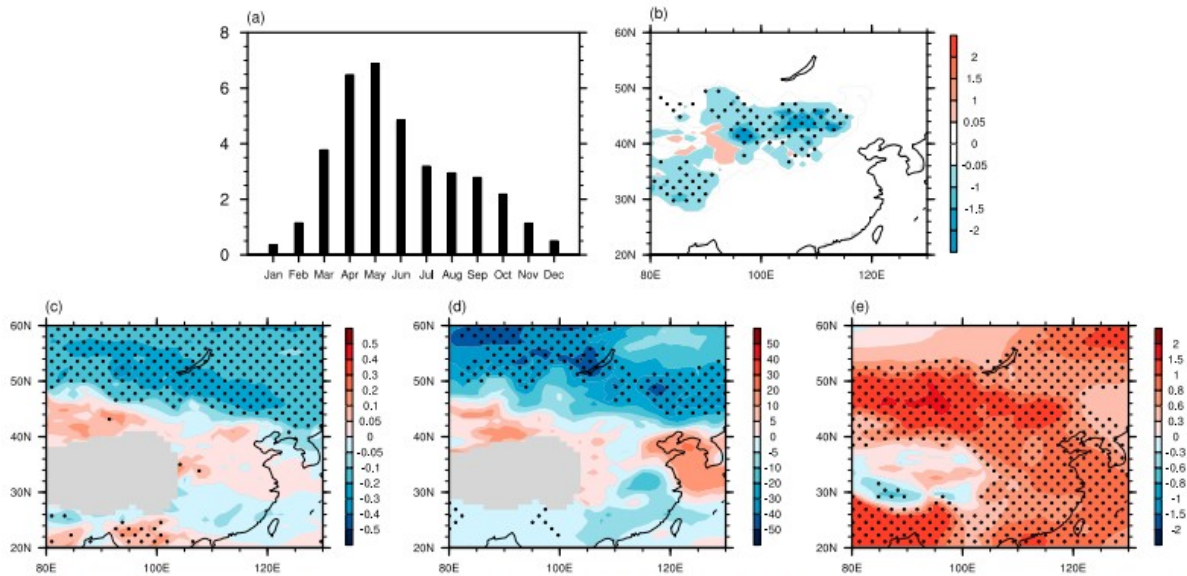 (a)
8
6
4
2
0
Jan Feb Mar Apr May Jun Jul Aug Sep Oct Nov Dec
(b)
60N
50N
40N
30N
20N
80E 100E 120E
2
1.5
1
0.05
0
-0.05
-1
-1.5
-2
(c)
60N
50N
40N
30N
20N
80E 100E 120E
0.5
0.4
0.3
0.2
0.1
0.05
0
-0.05
-0.1
-0.2
-0.3
-0.4
-0.5
(d)
60N
50N
40N
30N
20N
80E 100E 120E
50
40
30
20
10
5
0
-5
-10
-20
-30
-40
-50
(e)
60N
50N
40N
30N
20N
80E 100E 120E
2
1.5
1
0.8
0.6
0.3
0
-0.3
-0.6
-0.8
-1
-1.5
-2